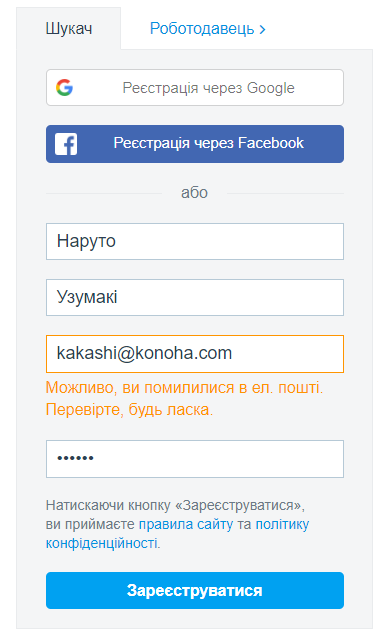 Шукач
Роботодавець >
Реєстрація через Google
Реєстрація через Facebook
або
Наруто
Узумакі
kakashi@konoha.com
Можливо, ви помилилися в ел. пошті.
Перевірте, будь ласка.
••••••
Натискаючи кнопку «Зареєструватися»,
ви приймаєте правила сайту та політику
конфіденційності.
Зареєструватися